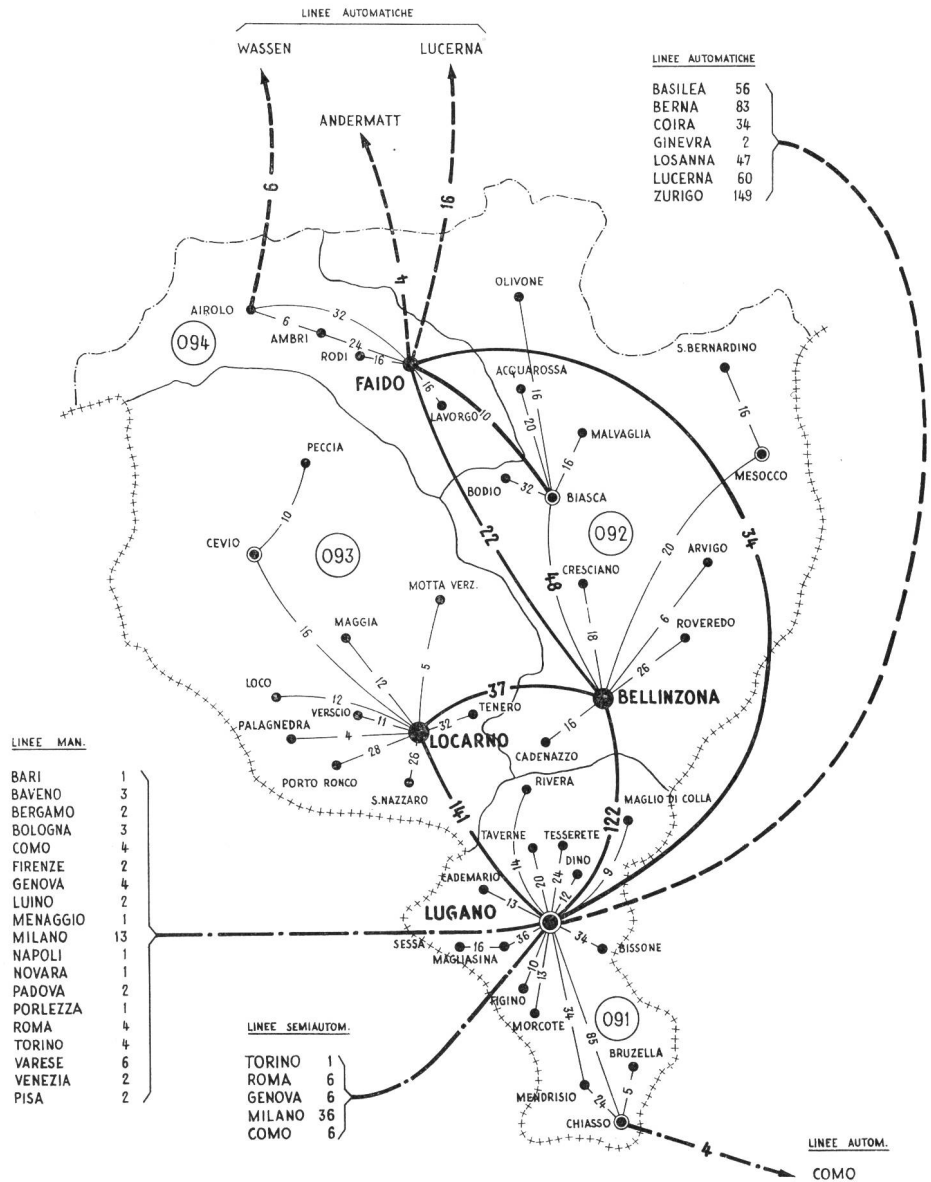 LINEE AUTOMATICHE
WASSEN
LUCERNA
ANDERMATT
6
4
16
LINEE AUTOMATICHE
BASILEA 56
BERNA 83
COIRA 34
GINEVRA 2
LOSANNA 47
LUCERNA 60
ZURIGO 149
OLIVONE
AIROLO
32
6
AMBRI
24
RODI
16
094
FAIDO
16
LAVORGO
10
ACQUAROSSA
16
20
S.BERNARDINO
16
MESOCCO
MALVAGLIA
16
BODIO
32
BIASCA
PECCIA
10
CEVIO
093
092
22
48
CRESCIANO
18
20
ARVIGO
6
ROVEREDO
26
34
MOTTA VERZ.
MAGGIA
16
12
5
LOCO
12
VERSCIO
11
PALAGNEDRA
4
28
PORTO RONCO
26
S.NAZZARO
32
TENERO
37
LOCARNO
BELLINZONA
16
CADENAZZO
RIVERA
MAGLIO DI COLLA
141
122
TAVERNE
TESSERETE
DINO
14
20
24
12
9
CADEMARIO
13
LUGANO
SESSA
16
MAGLIASINA
36
34
BISSONE
10
13
FIGINO
MORCOTE
34
85
091
BRUZELLA
5
MENDRISIO
24
CHIASSO
4
LINEE AUTOM.
COMO
LINEE MAN.
BARI 1
BAVENO 3
BERGAMO 2
BOLOGNA 3
COMO 4
FIRENZE 2
GENOVA 4
LUINO 2
MENAGGIO 1
MILANO 13
NAPOLI 1
NOVARA 1
PADOVA 2
PORLEZZA 1
ROMA 4
TORINO 4
VARESE 6
VENEZIA 2
PISA 2
LINEE SEMIAUTOM.
TORINO 1
ROMA 6
GENOVA 6
MILANO 36
COMO 6